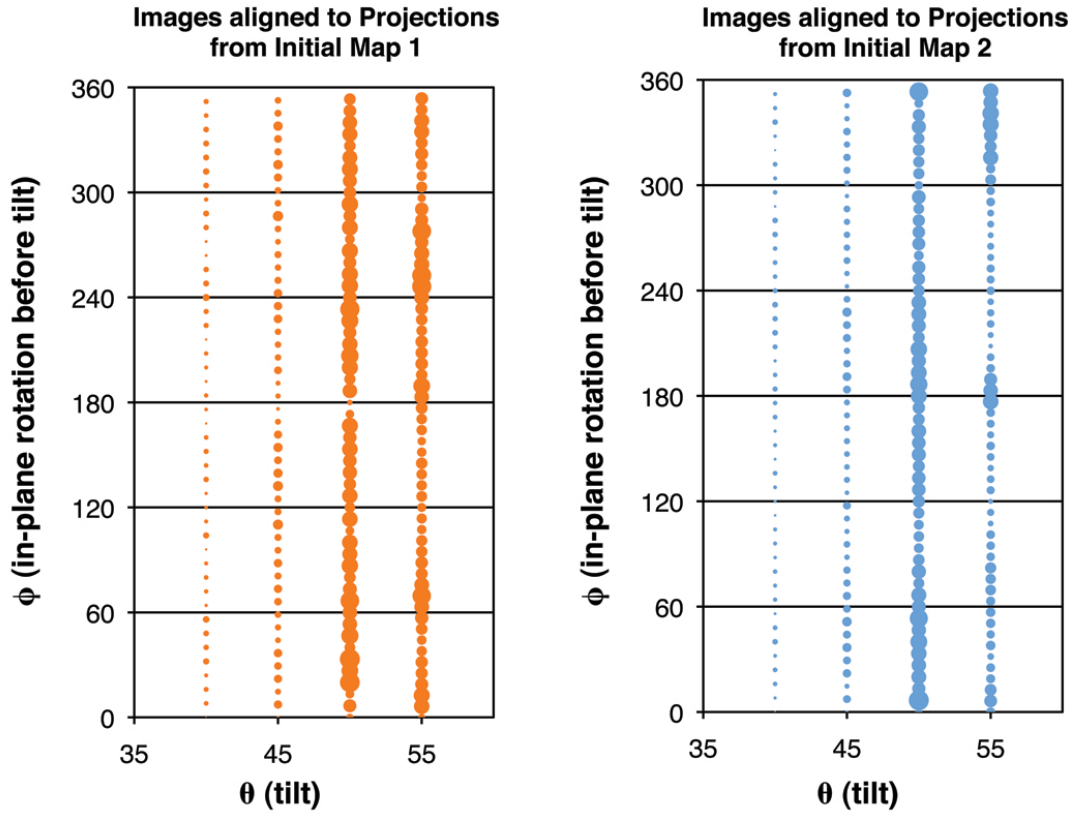 Images aligned to Projections
from Initial Map 1
360
300
240
180
120
60
0
35
45
55
θ (tilt)
ϕ (in-plane rotation before tilt)
Images aligned to Projections
from Initial Map 2
360
300
240
180
120
60
0
35
45
55
θ (tilt)
ϕ (in-plane rotation before tilt)